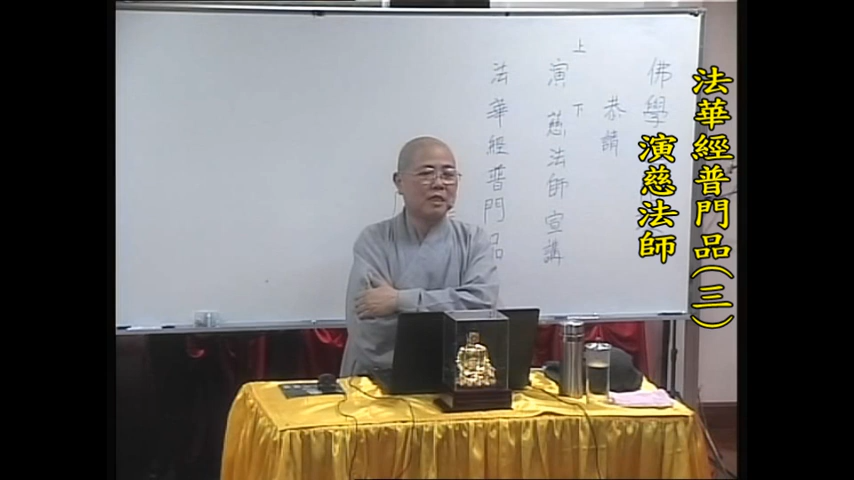 法華經普門品(三)
演慈法師
佛學
恭請
上演下慈法師宣講
法華經普門品